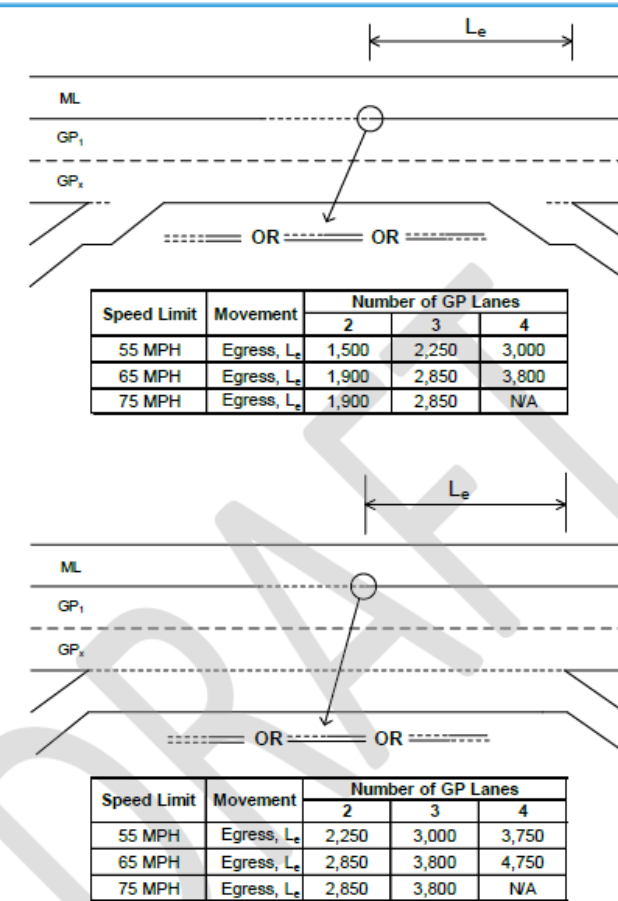 Lₑ
ML
GP₁
GPₓ
OR OR
Speed Limit Movement Number of GP Lanes
2 3 4
55 MPH Egress, Lₑ 1,500 2,250 3,000
65 MPH Egress, Lₑ 1,900 2,850 3,800
75 MPH Egress, Lₑ 1,900 2,850 N/A
Lₑ
ML
GP₁
GPₓ
OR OR
Speed Limit Movement Number of GP Lanes
2 3 4
55 MPH Egress, Lₑ 2,250 3,000 3,750
65 MPH Egress, Lₑ 2,850 3,800 4,750
75 MPH Egress, Lₑ 2,850 3,800 N/A
DRAFT